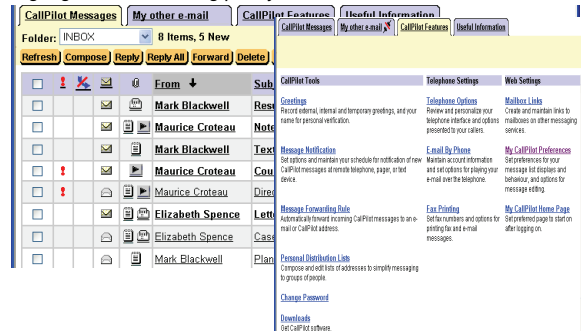 CallPilot Messages My other e-mail CallPilot Features Useful Information
Folder: INBOX 8 Items, 5 New
Refresh Compose Reply Reply All Forward Delete
From Sub
Mark Blackwell Resu
Maurice Croteau Note
Mark Blackwell Text
Maurice Croteau Cou
Maurice Croteau Direc
Elizabeth Spence Lette
Elizabeth Spence Case
Mark Blackwell Plan
CallPilot Messages My other e-mail CallPilot Features Useful Information
CallPilot Tools Telephone Settings Web Settings
Greetings
Record external, internal and temporary greetings, and your
name for personal verification.
Telephone Options
Review and personalize your
telephone interface and options
presented to your callers.
Mailbox Links
Create and maintain links to
mailboxes on other messaging
services.
Message Notification
Set options and maintain your schedule for notification of new
CallPilot messages at remote telephone, pager, or text
device.
E-mail By Phone
Maintain account information
and set options for playing your
e-mail over the telephone.
My CallPilot Preferences
Set preferences for your
message list displays and
behaviour, and options for
message editing.
Message Forwarding Rule
Automatically forward incoming CallPilot messages to an e-
mail or CallPilot address.
Fax Printing
Set fax numbers and options for
printing fax and e-mail
messages.
My CallPilot Home Page
Set preferred page to start on
after logging on.
Personal Distribution Lists
Compose and edit lists of addresses to simplify messaging
to groups of people.
Change Password
Downloads
Get CallPilot software.